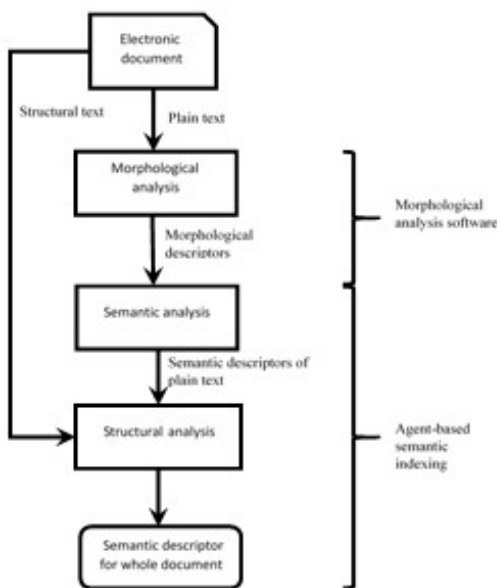 Electronic
document
Structural text
Plain text
Morphological
analysis
Morphological
analysis software
Morphological
descriptors
Semantic analysis
Semantic descriptors of
plain text
Structural analysis
Agent-based
semantic
indexing
Semantic descriptor
for whole document